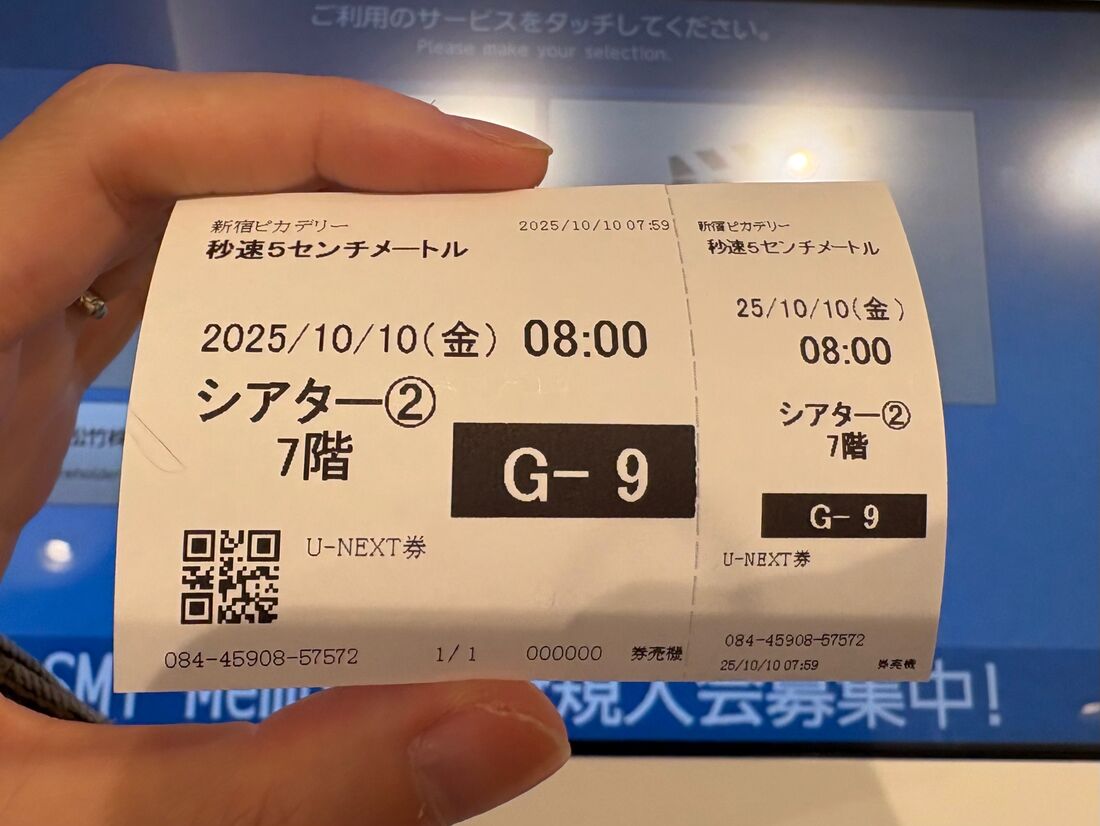 ご利用のサービスをタッチしてください。
Please make your selection.
新宿ピカデリー
2025/10/10 07:59
秒速5センチメートル
2025/10/10(金) 08:00
シアター②
7階
G- 9
U-NEXT券
084-45908-57572
1/1
000000
券売機
新宿ピカデリー
秒速5センチメートル
25/10/10(金)
08:00
シアター②
7階
G- 9
U-NEXT券
084-45908-57572
25/10/10 07:59
券売機
松竹株
規入会募集中!